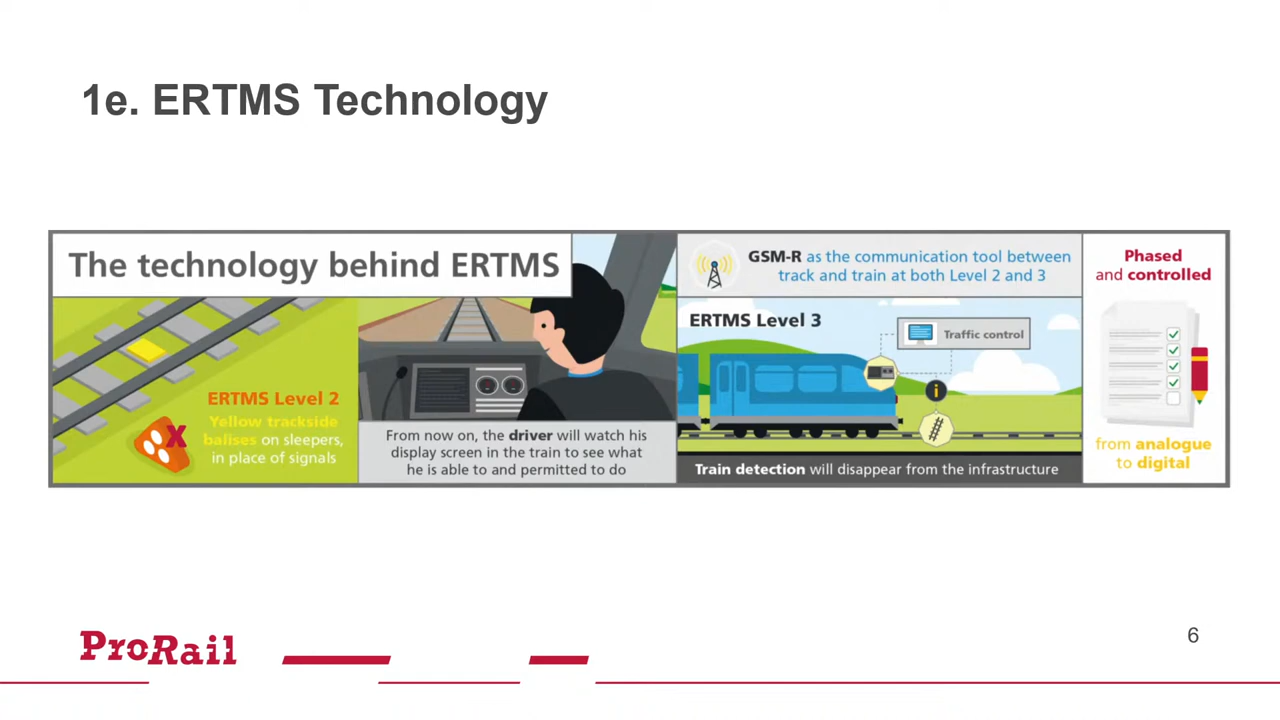 1e. ERTMS Technology
The technology behind ERTMS
ERTMS Level 2
Yellow trackside
balises on sleepers,
in place of signals
From now on, the driver will watch his
display screen in the train to see what
he is able to and permitted to do
GSM-R as the communication tool between
track and train at both Level 2 and 3
ERTMS Level 3
Traffic control
i
Train detection will disappear from the infrastructure
Phased
and controlled
from analogue
to digital
ProRail
6